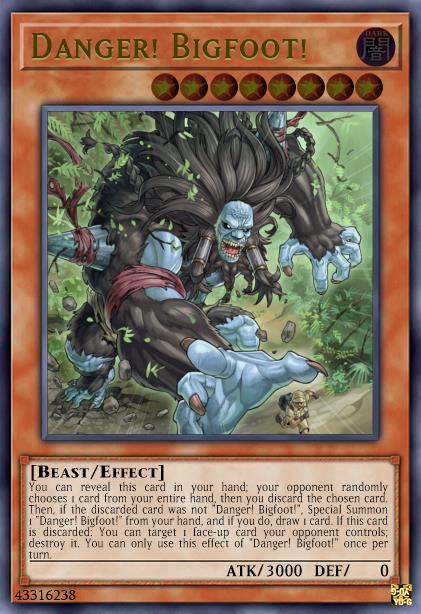 DANGER! BIGFOOT!
DARK
闇
[BEAST/EFFECT]
You can reveal this card in your hand; your opponent randomly
chooses 1 card from your entire hand, then you discard the chosen card.
Then, if the discarded card was not "Danger! Bigfoot!", Special Summon
1 "Danger! Bigfoot!" from your hand, and if you do, draw 1 card. If this card
is discarded: You can target 1 face-up card your opponent controls;
destroy it. You can only use this effect of "Danger! Bigfoot!" once per
turn.
ATK/3000 DEF/ 0
43316238